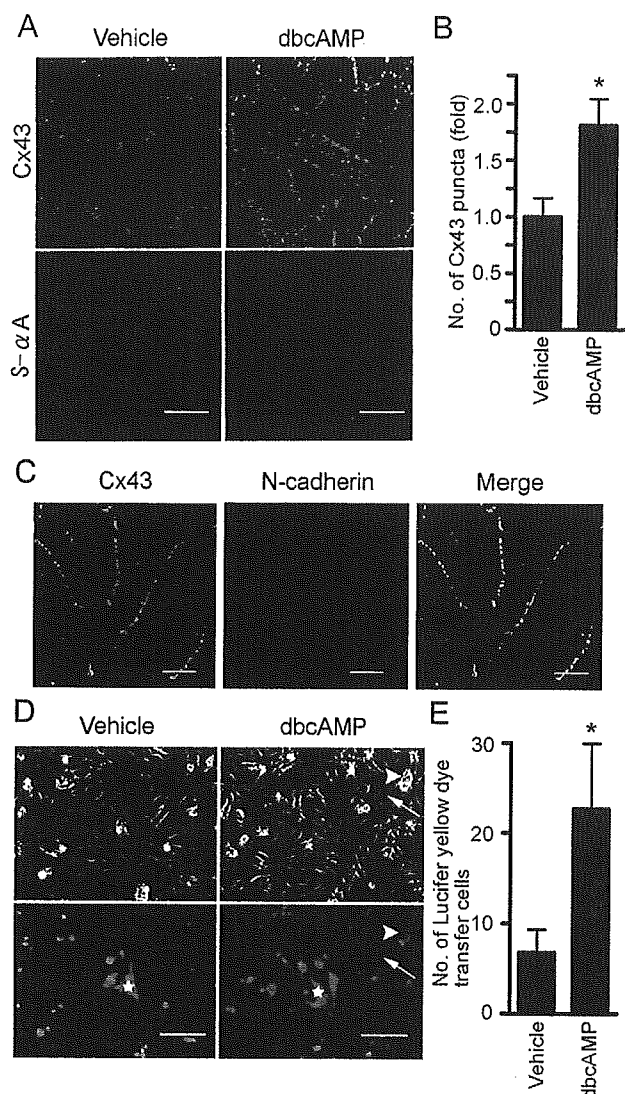 A
Vehicle
dbcAMP
Cx43
S-αA
B
No. of Cx43 puncta (fold)
2.0
1.5
1.0
0.5
0
*
Vehicle
dbcAMP
C
Cx43
N-cadherin
Merge
D
Vehicle
dbcAMP
E
No. of Lucifer yellow dye
transfer cells
30
20
10
0
*
Vehicle
dbcAMP